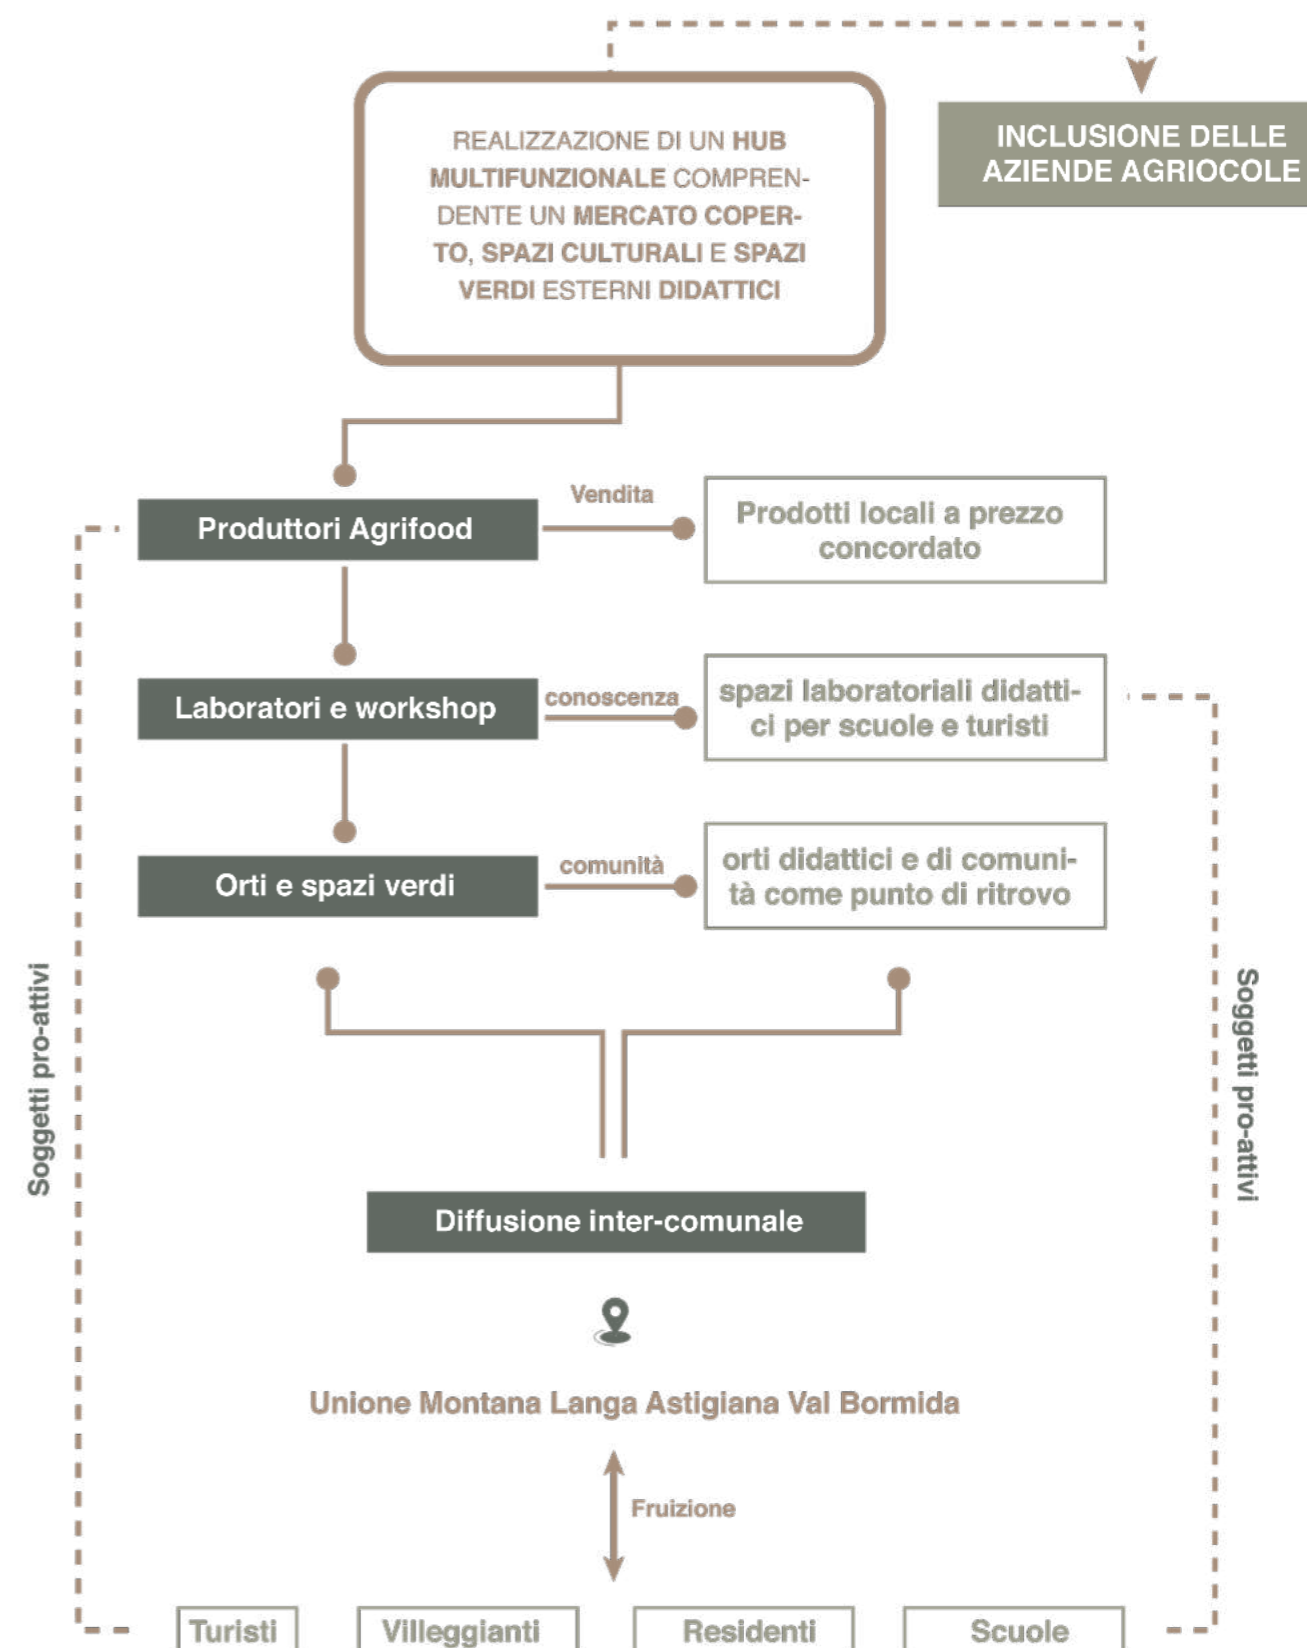 REALIZZAZIONE DI UN HUB
MULTIFUNZIONALE COMPREN-
DENTE UN MERCATO COPER-
TO, SPAZI CULTURALI E SPAZI
VERDI ESTERNI DIDATTICI
INCLUSIONE DELLE
AZIENDE AGRIOCOLE
Produttori Agrifood
Vendita
Prodotti locali a prezzo
concordato
Laboratori e workshop
conoscenza
spazi laboratoriali didatti-
ci per scuole e turisti
Orti e spazi verdi
comunità
orti didattici e di comuni-
tà come punto di ritrovo
Soggetti pro-attivi
Soggetti pro-attivi
Diffusione inter-comunale
Unione Montana Langa Astigiana Val Bormida
Fruizione
Turisti
Villeggianti
Residenti
Scuole